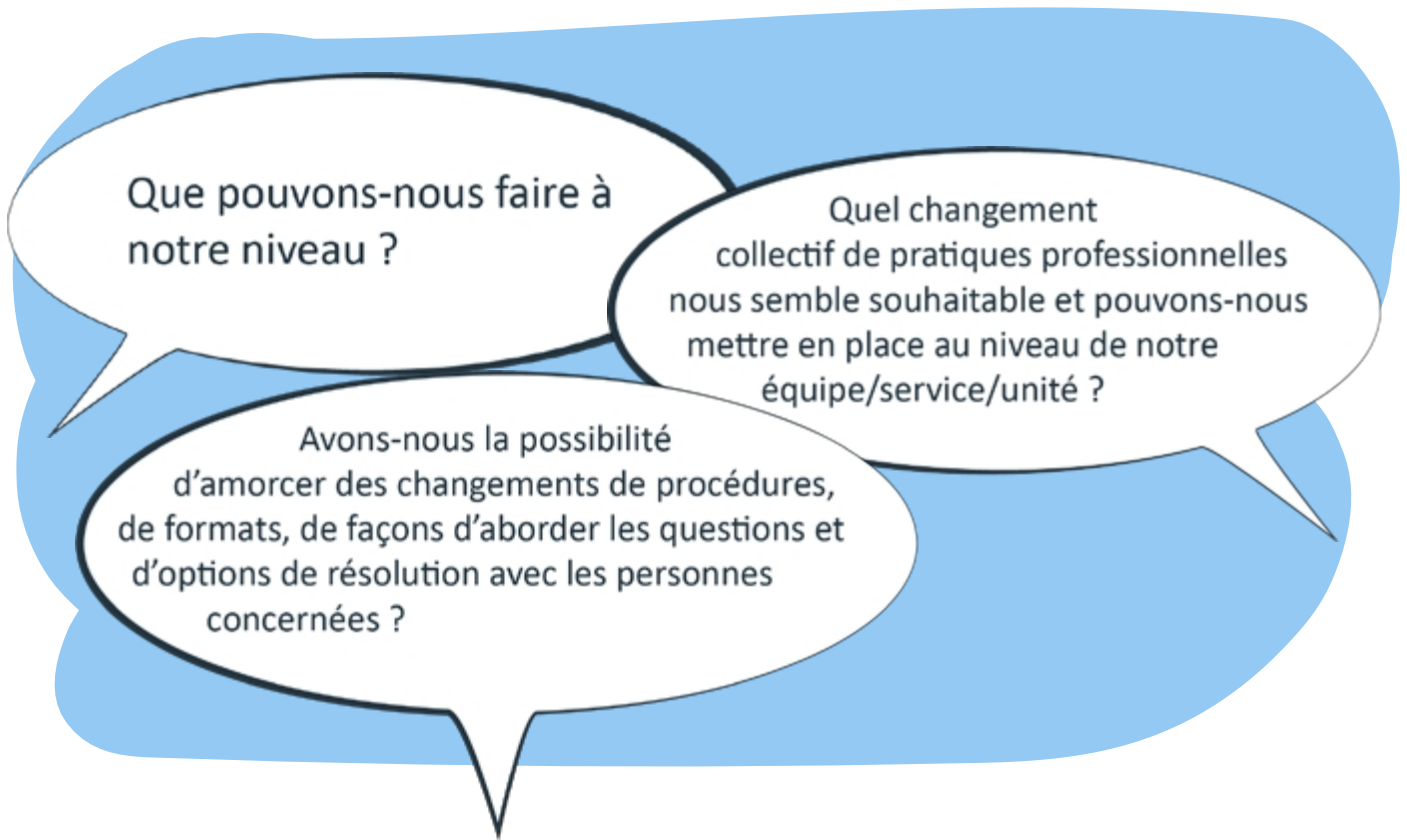 Que pouvons-nous faire à
notre niveau ?
Quel changement
collectif de pratiques professionnelles
nous semble souhaitable et pouvons-nous
mettre en place au niveau de notre
équipe/service/unité ?
Avons-nous la possibilité
d’amorcer des changements de procédures,
de formats, de façons d’aborder les questions et
d’options de résolution avec les personnes
concernées ?